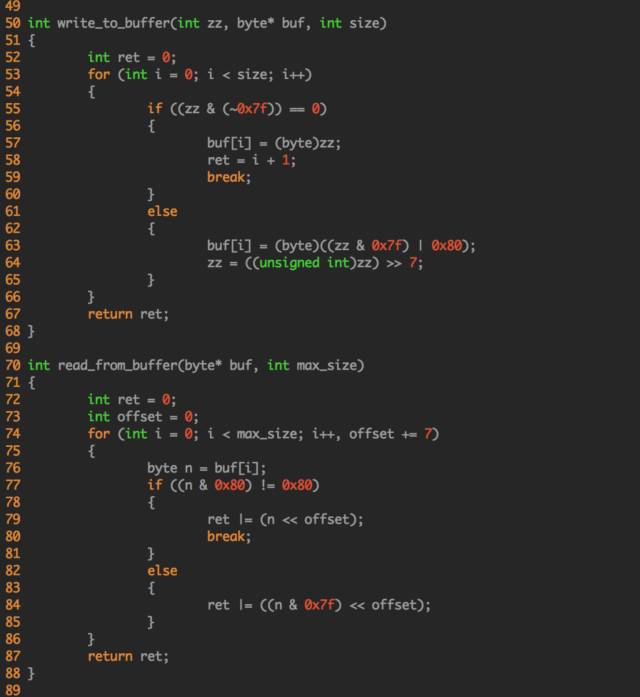 49
50 int write_to_buffer(int zz, byte* buf, int size)
51 {
52         int ret = 0;
53         for (int i = 0; i < size; i++)
54         {
55                 if ((zz & (~0x7f)) == 0)
56                 {
57                         buf[i] = (byte)zz;
58                         ret = i + 1;
59                         break;
60                 }
61                 else
62                 {
63                         buf[i] = (byte)((zz & 0x7f) | 0x80);
64                         zz = ((unsigned int)zz) >> 7;
65                 }
66         }
67         return ret;
68 }
69
70 int read_from_buffer(byte* buf, int max_size)
71 {
72         int ret = 0;
73         int offset = 0;
74         for (int i = 0; i < max_size; i++, offset += 7)
75         {
76                 byte n = buf[i];
77                 if ((n & 0x80) != 0x80)
78                 {
79                         ret |= (n << offset);
80                         break;
81                 }
82                 else
83                 {
84                         ret |= ((n & 0x7f) << offset);
85                 }
86         }
87         return ret;
88 }
89